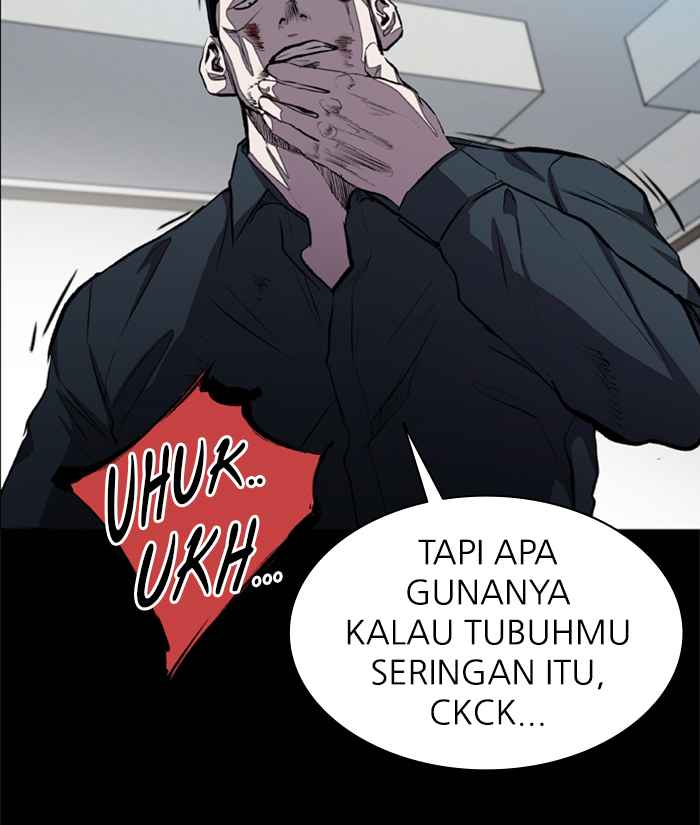 UHUK..
UKH...
TAPI APA
GUNANYA
KALAU TUBUHMU
SERINGAN ITU,
CKCK...